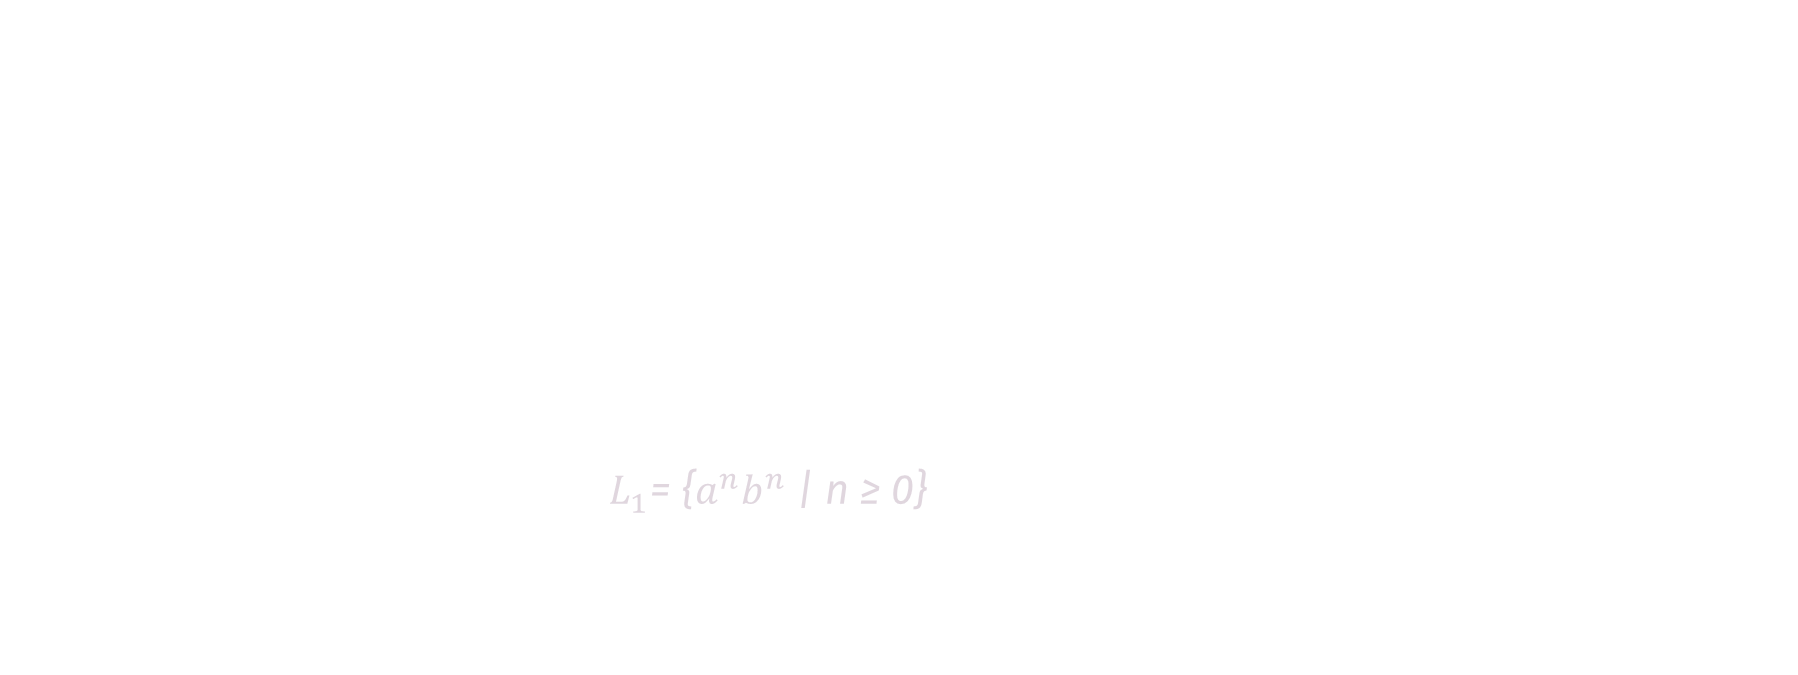 L₁= {aⁿbⁿ | n ≥ 0}